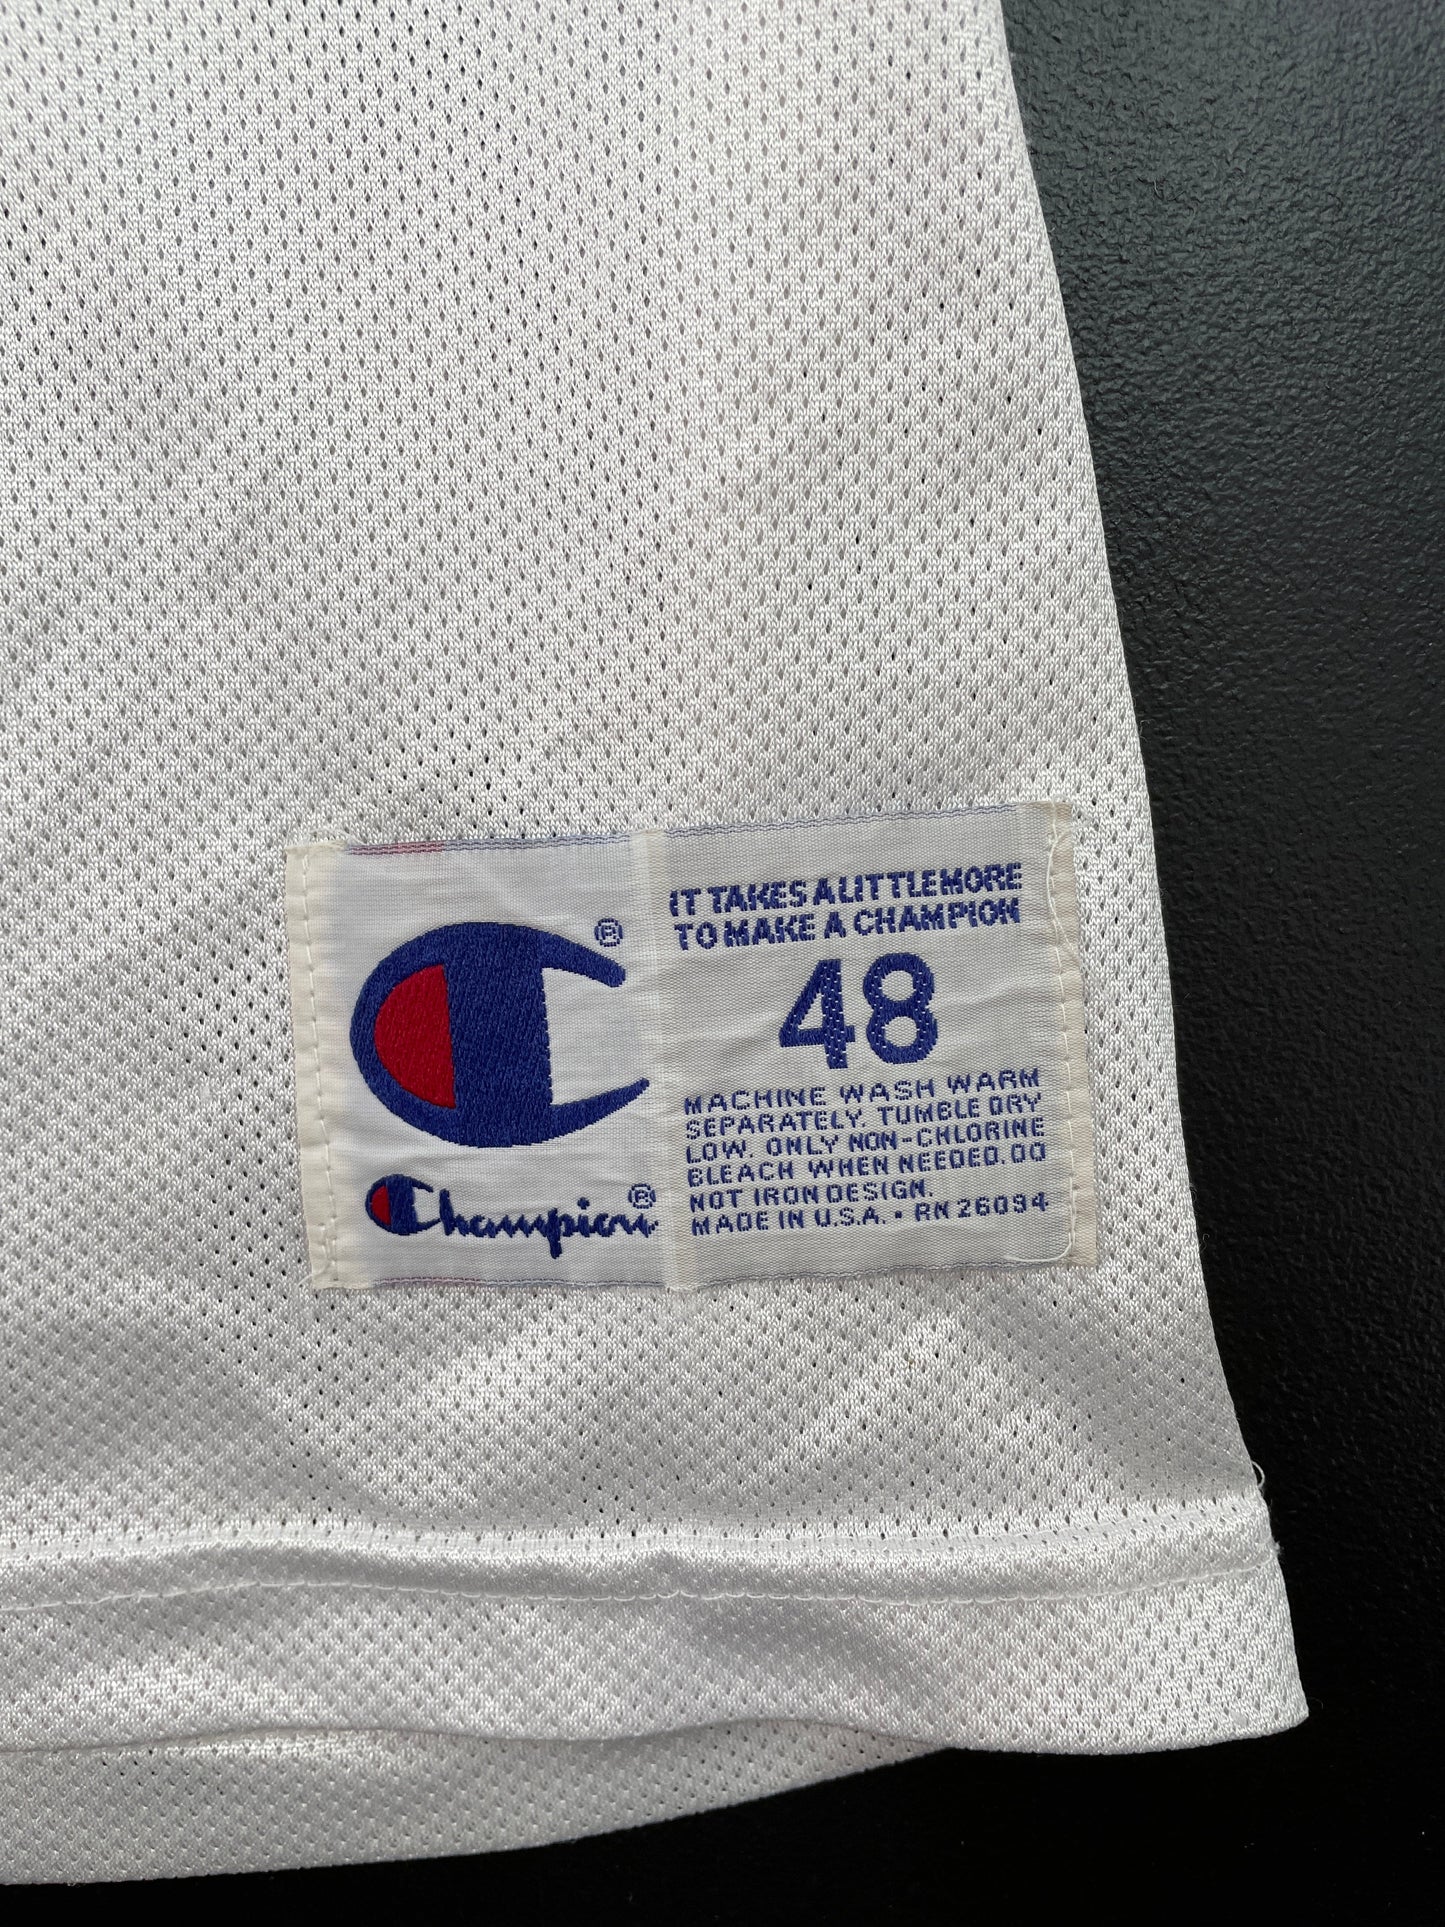 ®
Champion®
IT TAKES A LITTLE MORE
TO MAKE A CHAMPION
48
MACHINE WASH WARM
SEPARATELY. TUMBLE DRY
LOW. ONLY NON-CHLORINE
BLEACH WHEN NEEDED. DO
NOT IRON DESIGN.
MADE IN U.S.A. • RN 26094